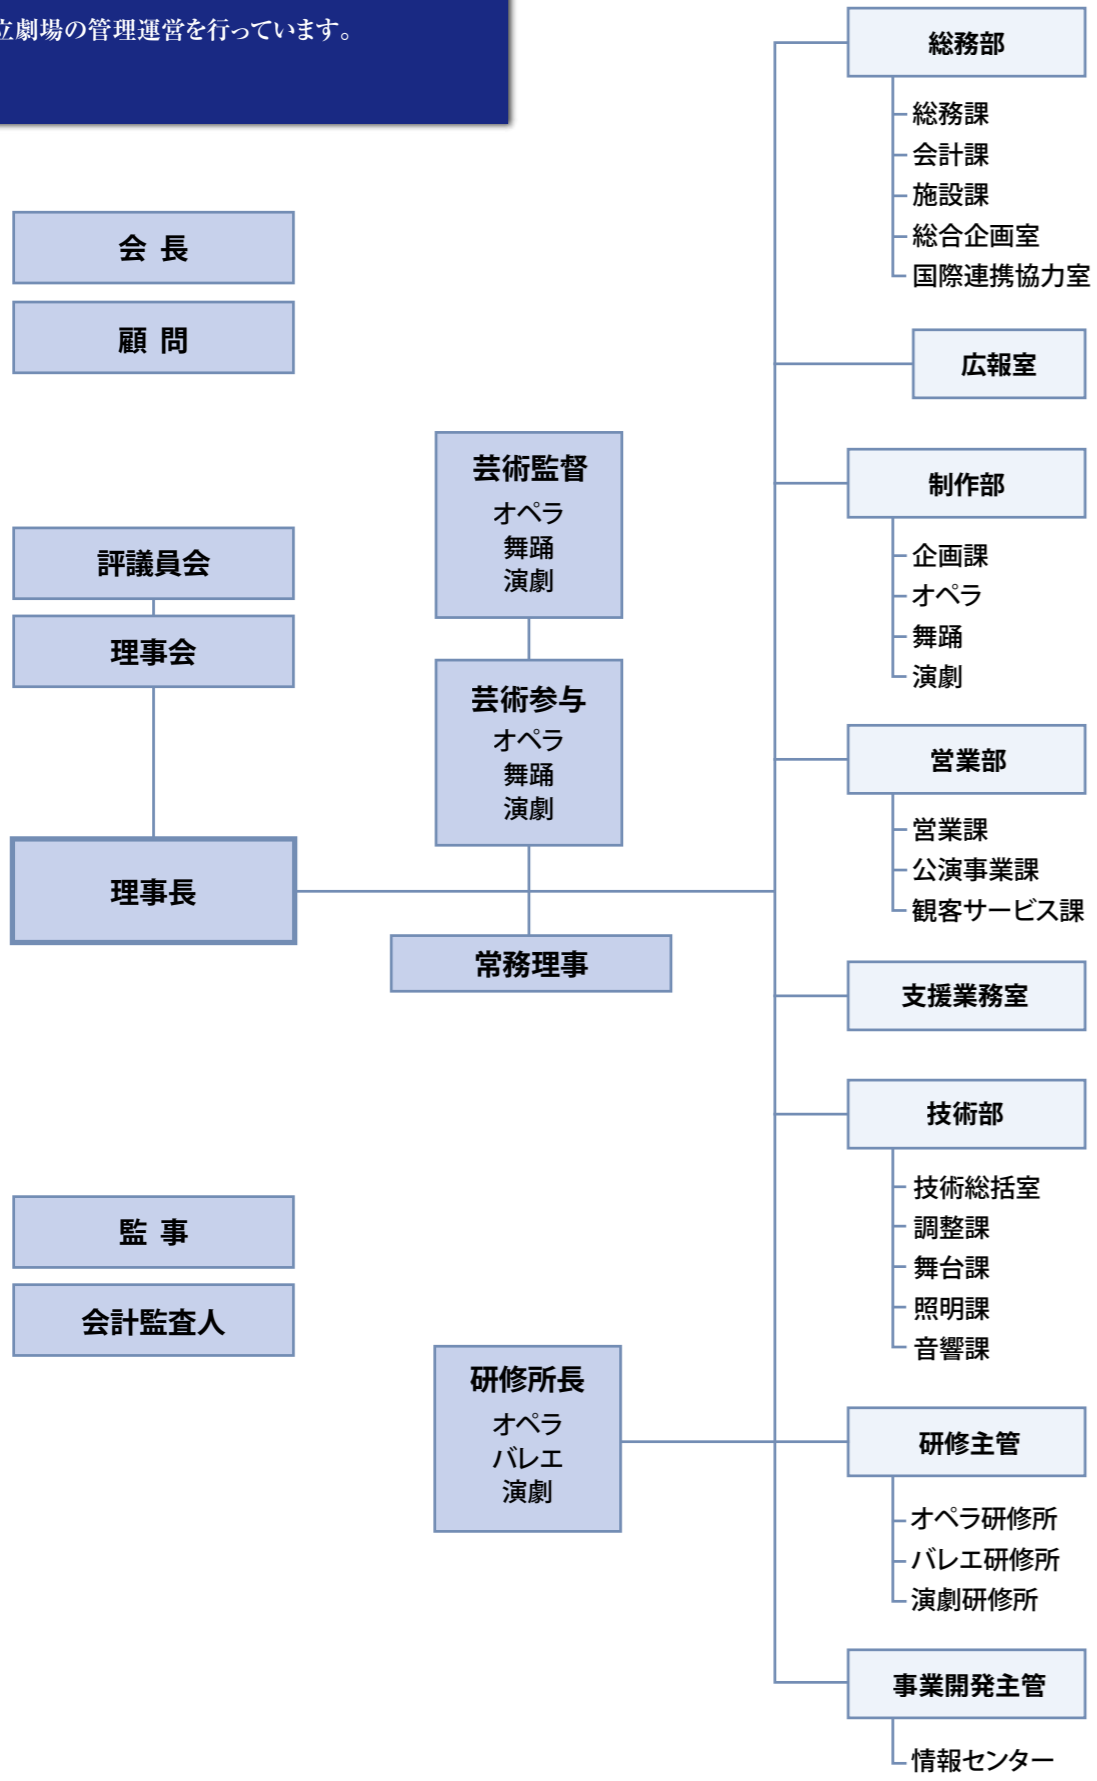 立劇場の管理運営を行っています。
会 長
顧 問
評議員会
理事会
理事長
監 事
会計監査人
芸術監督
オペラ
舞踊
演劇
芸術参与
オペラ
舞踊
演劇
常務理事
研修所長
オペラ
バレエ
演劇
総務部
総務課
会計課
施設課
総合企画室
国際連携協力室
広報室
制作部
企画課
オペラ
舞踊
演劇
営業部
営業課
公演事業課
観客サービス課
支援業務室
技術部
技術総括室
調整課
舞台課
照明課
音響課
研修主管
オペラ研修所
バレエ研修所
演劇研修所
事業開発主管
情報センター